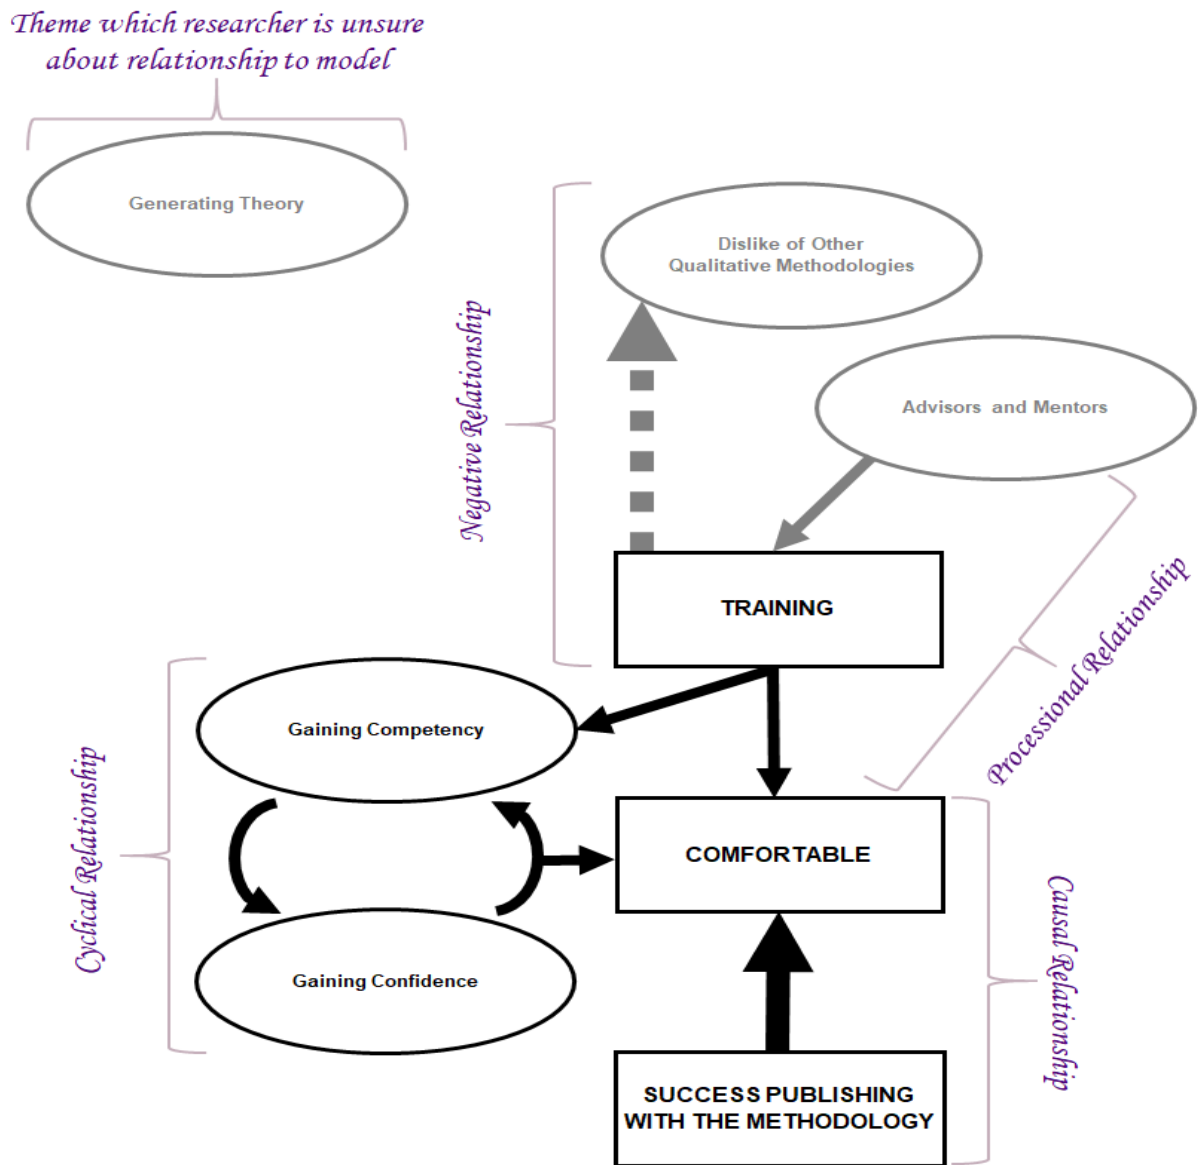 Theme which researcher is unsure
about relationship to model
Generating Theory
Dislike of Other
Qualitative Methodologies
Negative Relationship
Advisors and Mentors
TRAINING
Processional Relationship
Gaining Competency
Cyclical Relationship
COMFORTABLE
Causal Relationship
Gaining Confidence
SUCCESS PUBLISHING
WITH THE METHODOLOGY